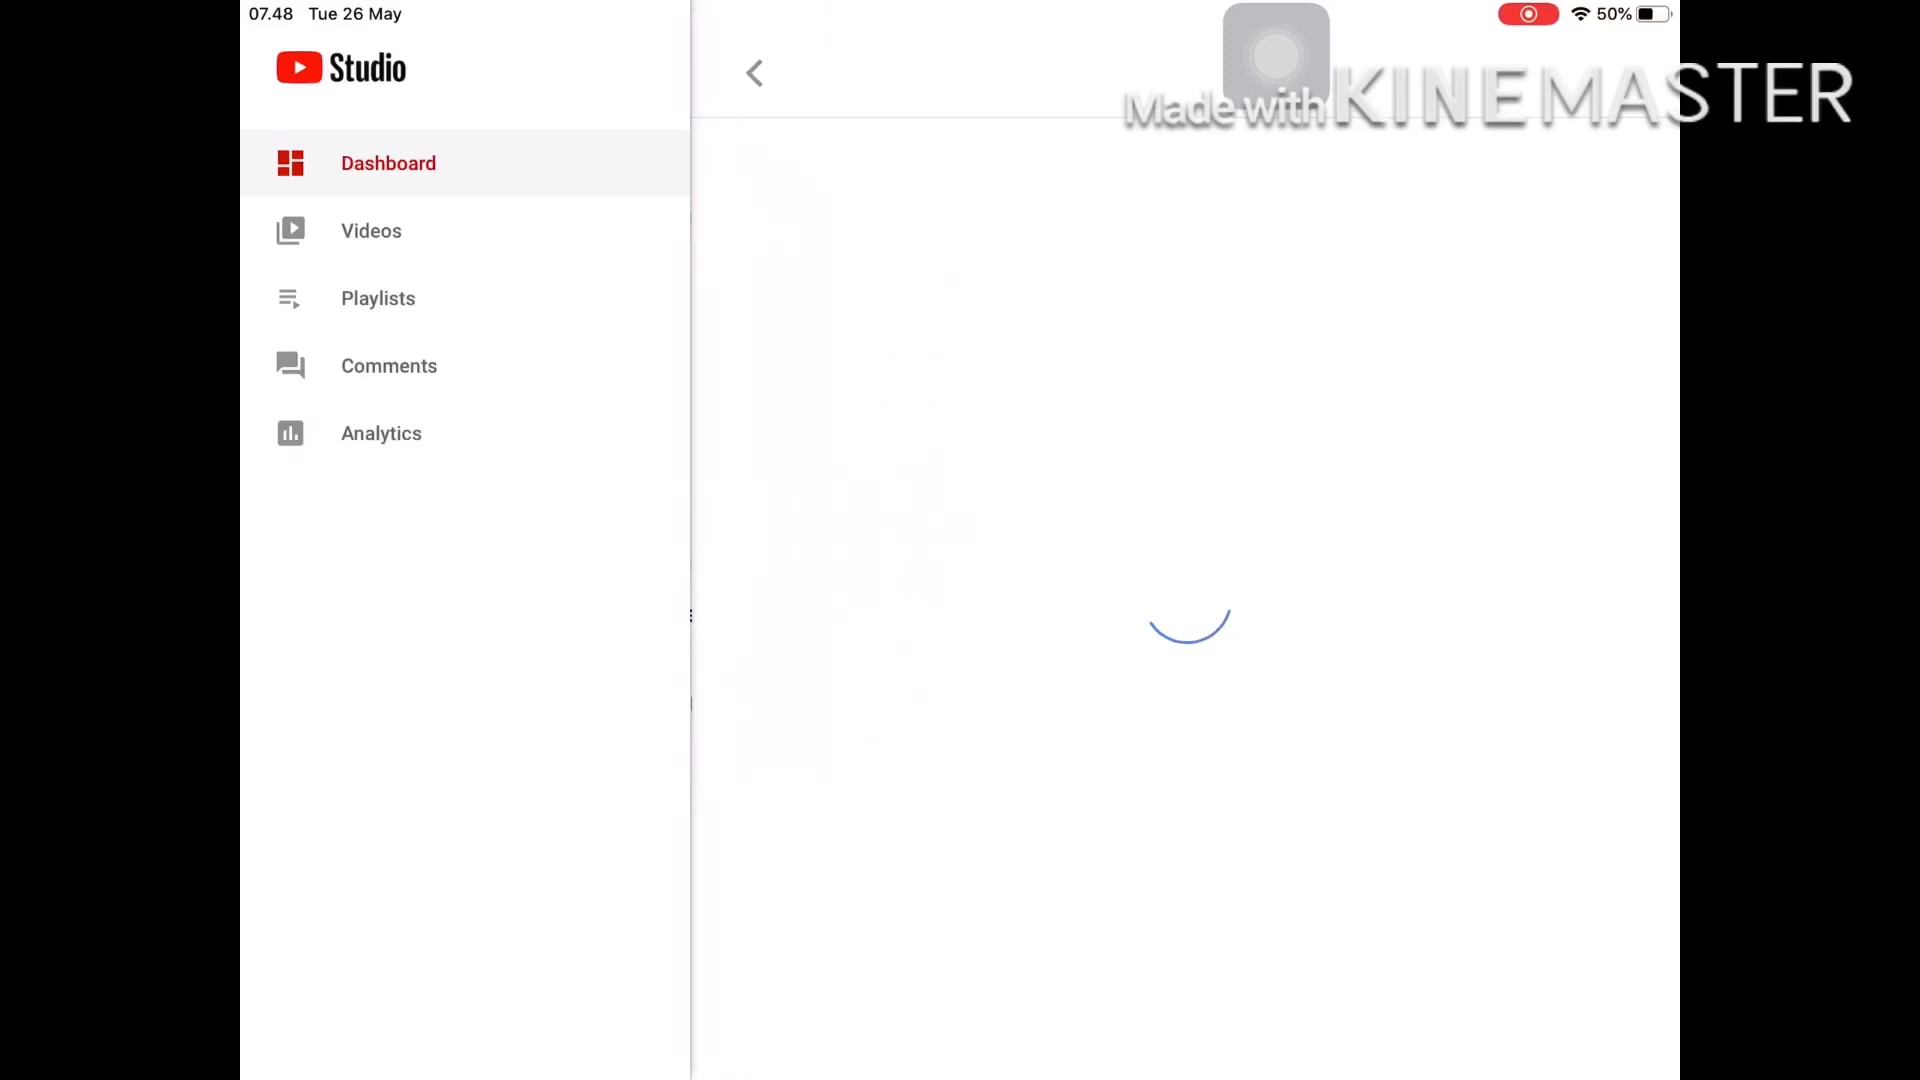 07.48 Tue 26 May
50%
Studio
Made with KINEMASTER
Dashboard
Videos
Playlists
Comments
Analytics